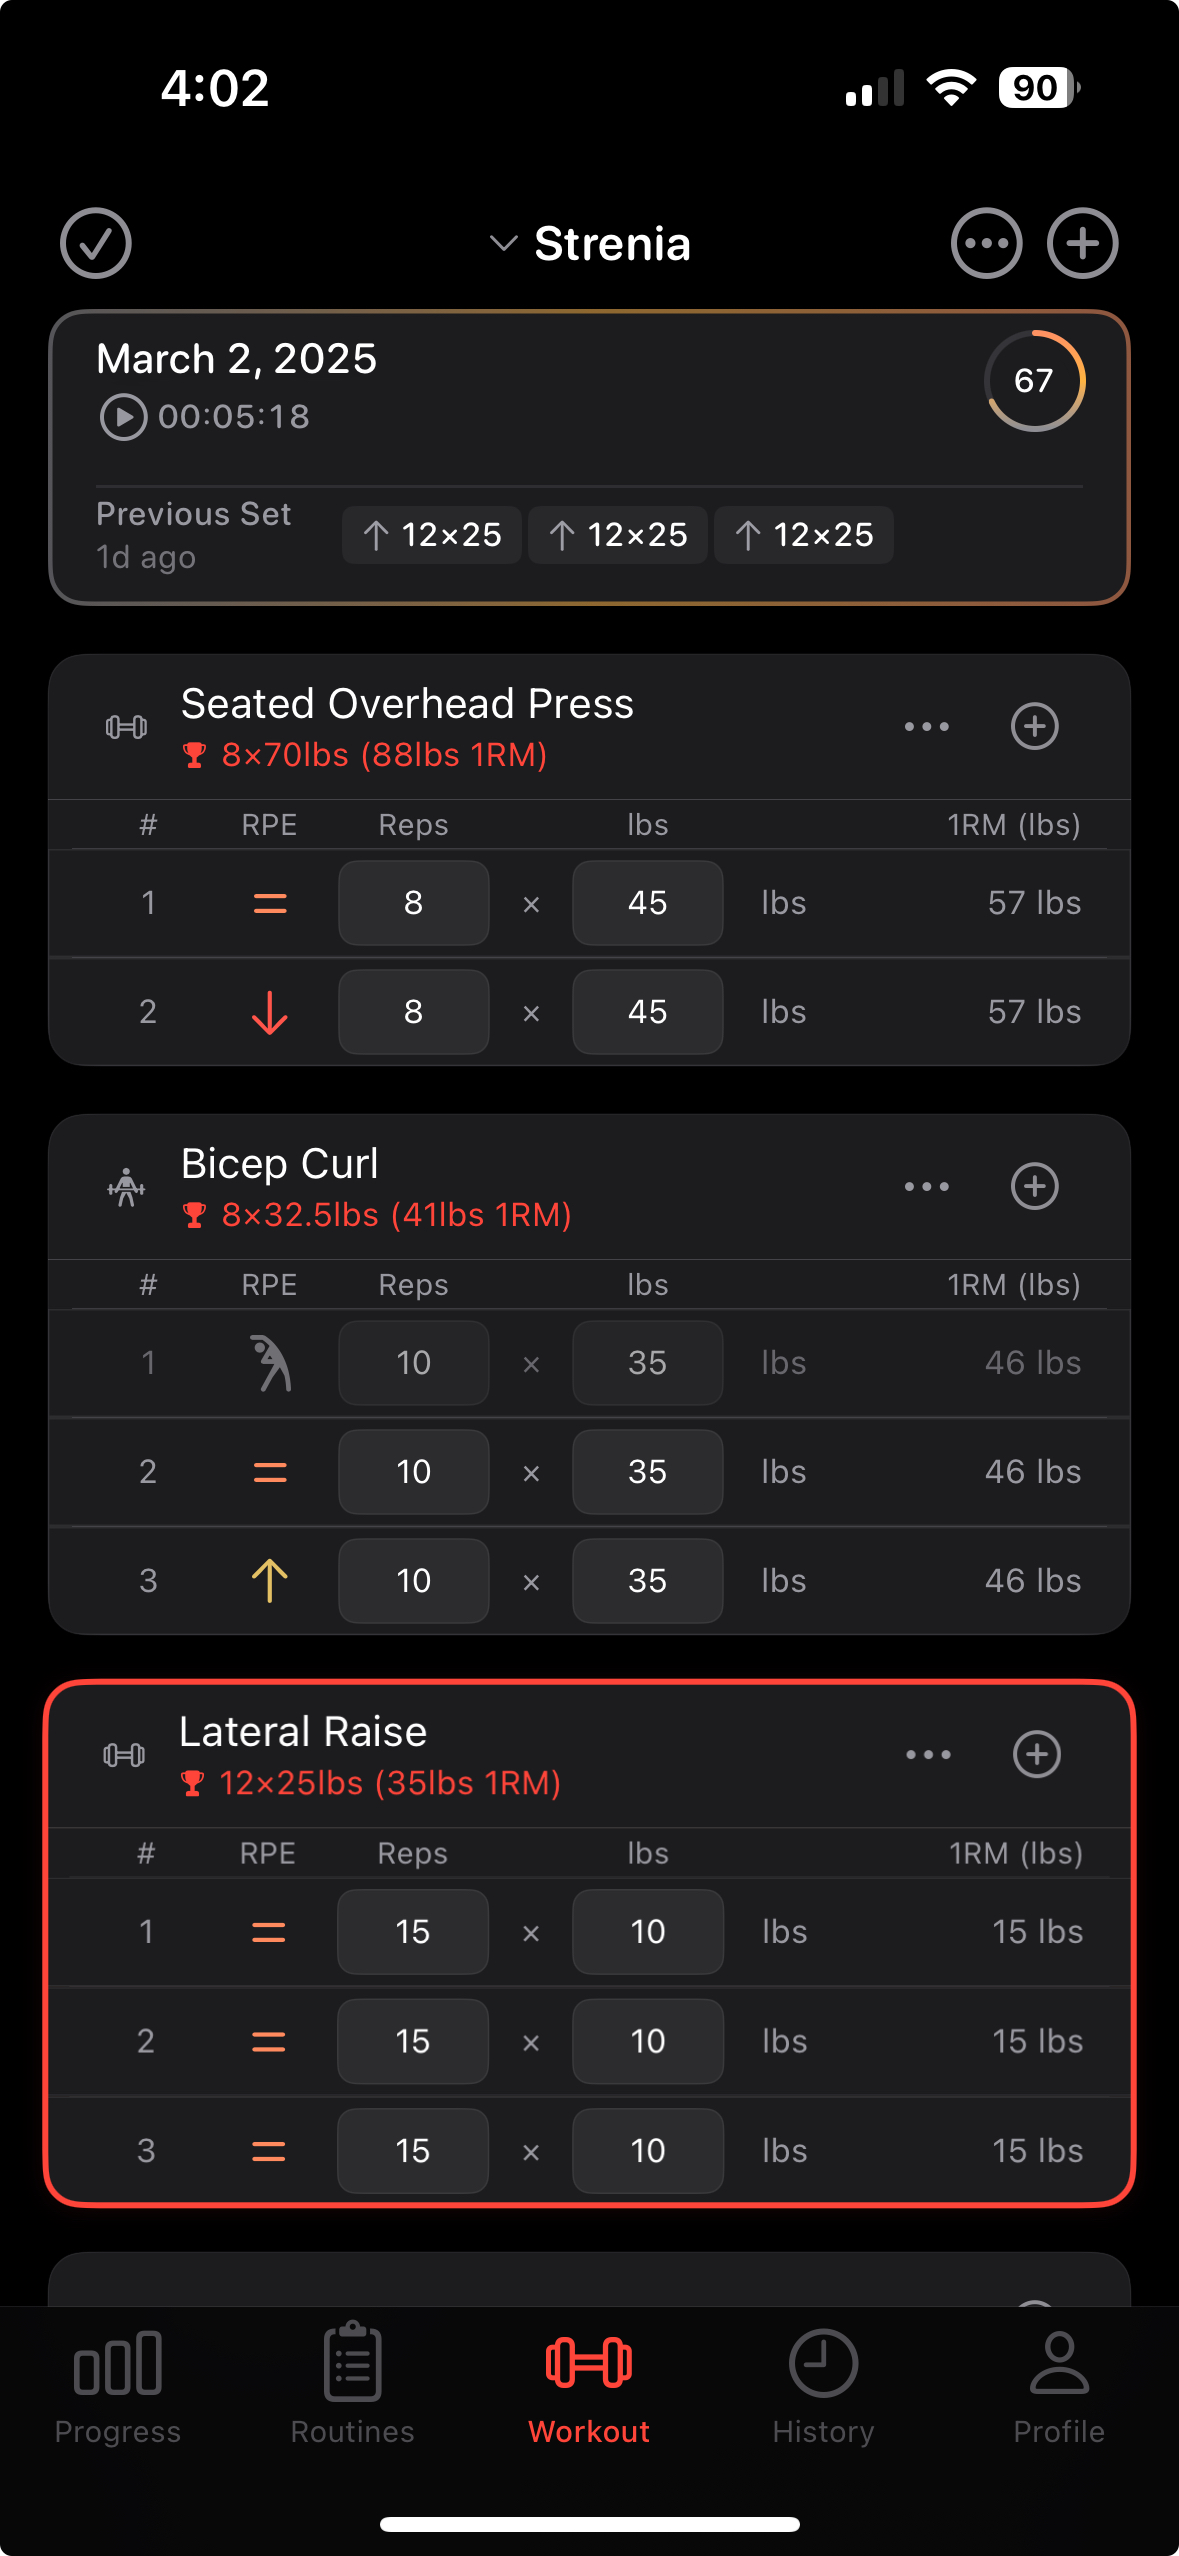 4:02
90
Strenia
March 2, 2025
67
00:05:18
Previous Set
1d ago
↑ 12×25 ↑ 12×25 ↑ 12×25
Seated Overhead Press
8×70lbs (88lbs 1RM)
# RPE Reps lbs 1RM (lbs)
1 = 8 × 45 lbs 57 lbs
2 ↓ 8 × 45 lbs 57 lbs
Bicep Curl
8×32.5lbs (41lbs 1RM)
# RPE Reps lbs 1RM (lbs)
1 10 × 35 lbs 46 lbs
2 = 10 × 35 lbs 46 lbs
3 ↑ 10 × 35 lbs 46 lbs
Lateral Raise
12×25lbs (35lbs 1RM)
# RPE Reps lbs 1RM (lbs)
1 = 15 × 10 lbs 15 lbs
2 = 15 × 10 lbs 15 lbs
3 = 15 × 10 lbs 15 lbs
Progress Routines Workout History Profile